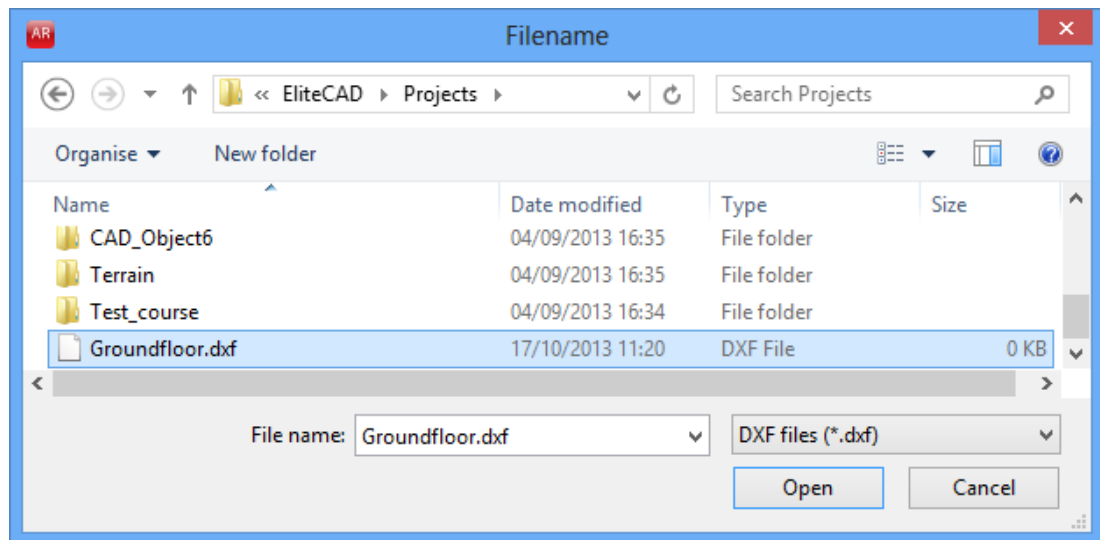 AR Filename
« EliteCAD Projects Search Projects
Organise New folder
Name Date modified Type Size
CAD_Object6 04/09/2013 16:35 File folder
Terrain 04/09/2013 16:35 File folder
Test_course 04/09/2013 16:34 File folder
Groundfloor.dxf 17/10/2013 11:20 DXF File 0 KB
File name: Groundfloor.dxf DXF files (*.dxf)
Open Cancel